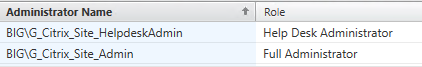 Administrator Name Role
BIG\G_Citrix_Site_HelpdeskAdmin Help Desk Administrator
BIG\G_Citrix_Site_Admin Full Administrator